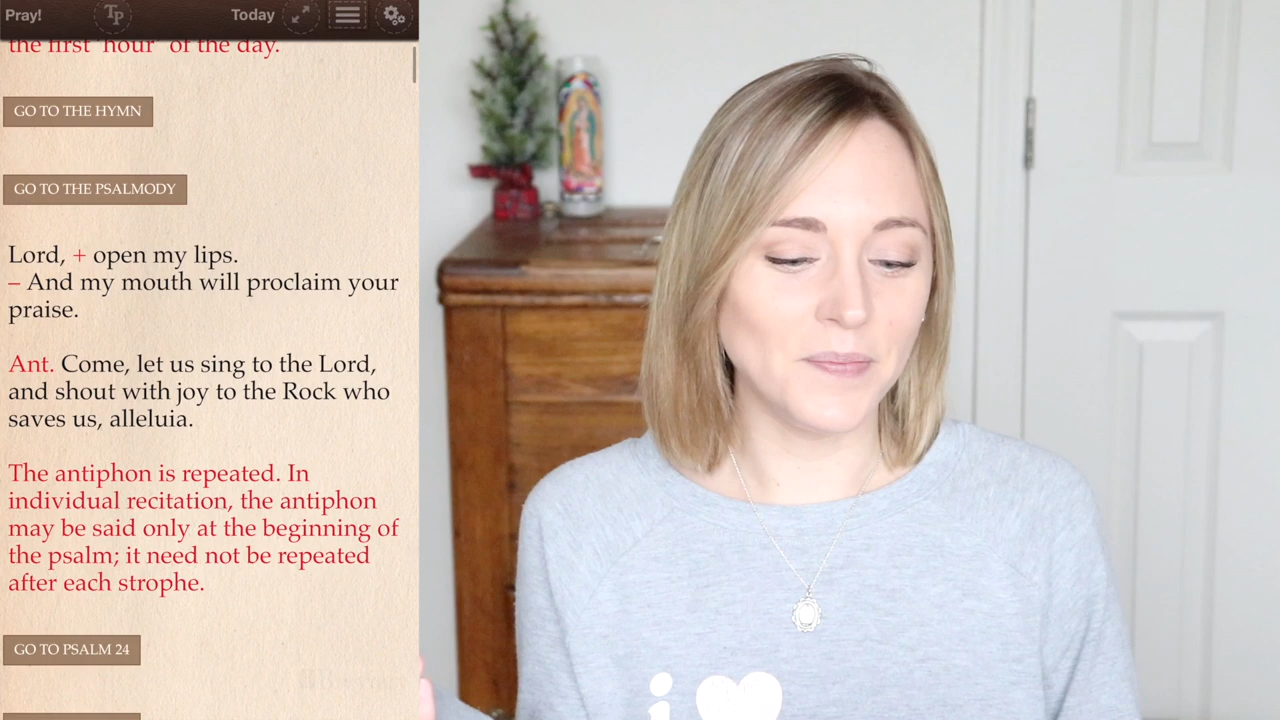 Pray!
TP
Today
the first "hour" of the day.
GO TO THE HYMN
GO TO THE PSALMODY
Lord, + open my lips.
– And my mouth will proclaim your
praise.
Ant. Come, let us sing to the Lord,
and shout with joy to the Rock who
saves us, alleluia.
The antiphon is repeated. In
individual recitation, the antiphon
may be said only at the beginning of
the psalm; it need not be repeated
after each strophe.
GO TO PSALM 24
iBreviary
i